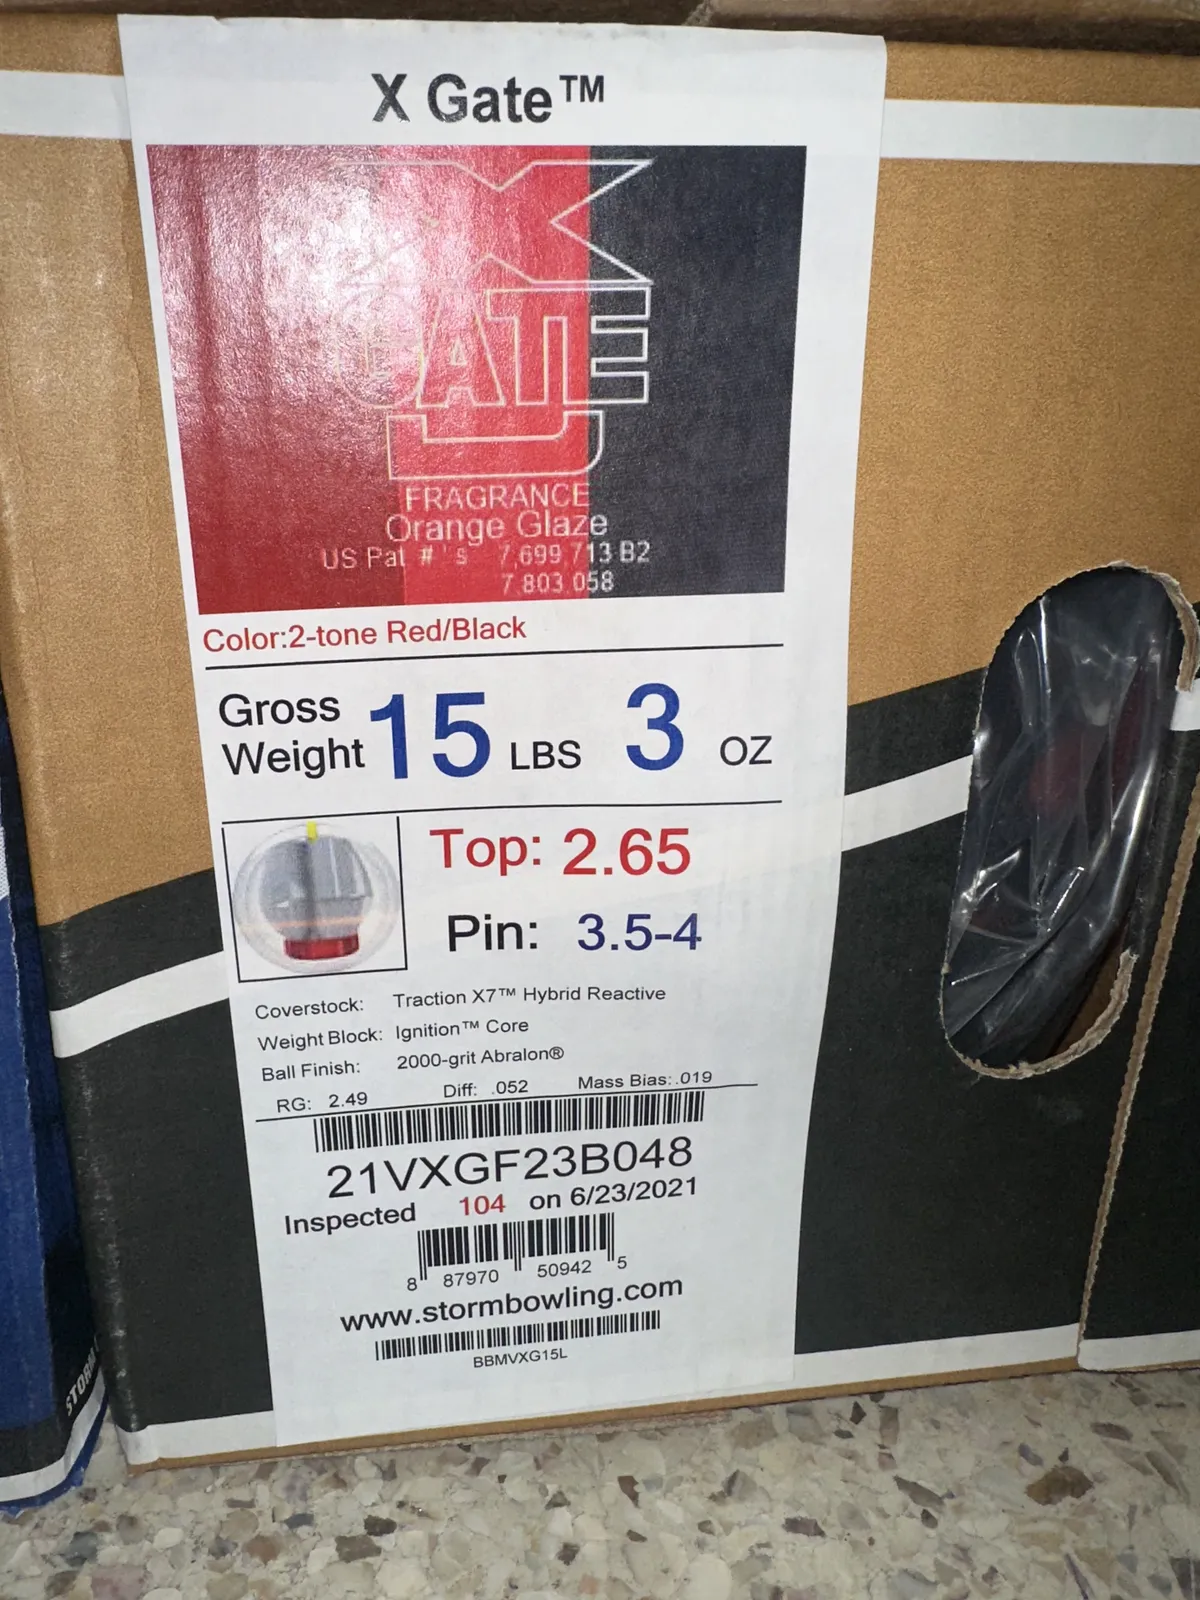 X Gate™
X
GATE
FRAGRANCE
Orange Glaze
US Pat #'s 7,699,713 B2
7,803,058
Color:2-tone Red/Black
Gross
Weight 15 LBS 3 OZ
Top: 2.65
Pin: 3.5-4
Coverstock: Traction X7™ Hybrid Reactive
Weight Block: Ignition™ Core
Ball Finish: 2000-grit Abralon®
RG: 2.49 Diff: .052 Mass Bias:.019
21VXGF23B048
Inspected 104 on 6/23/2021
8 87970 50942 5
www.stormbowling.com
BBMVXG15L
STORM